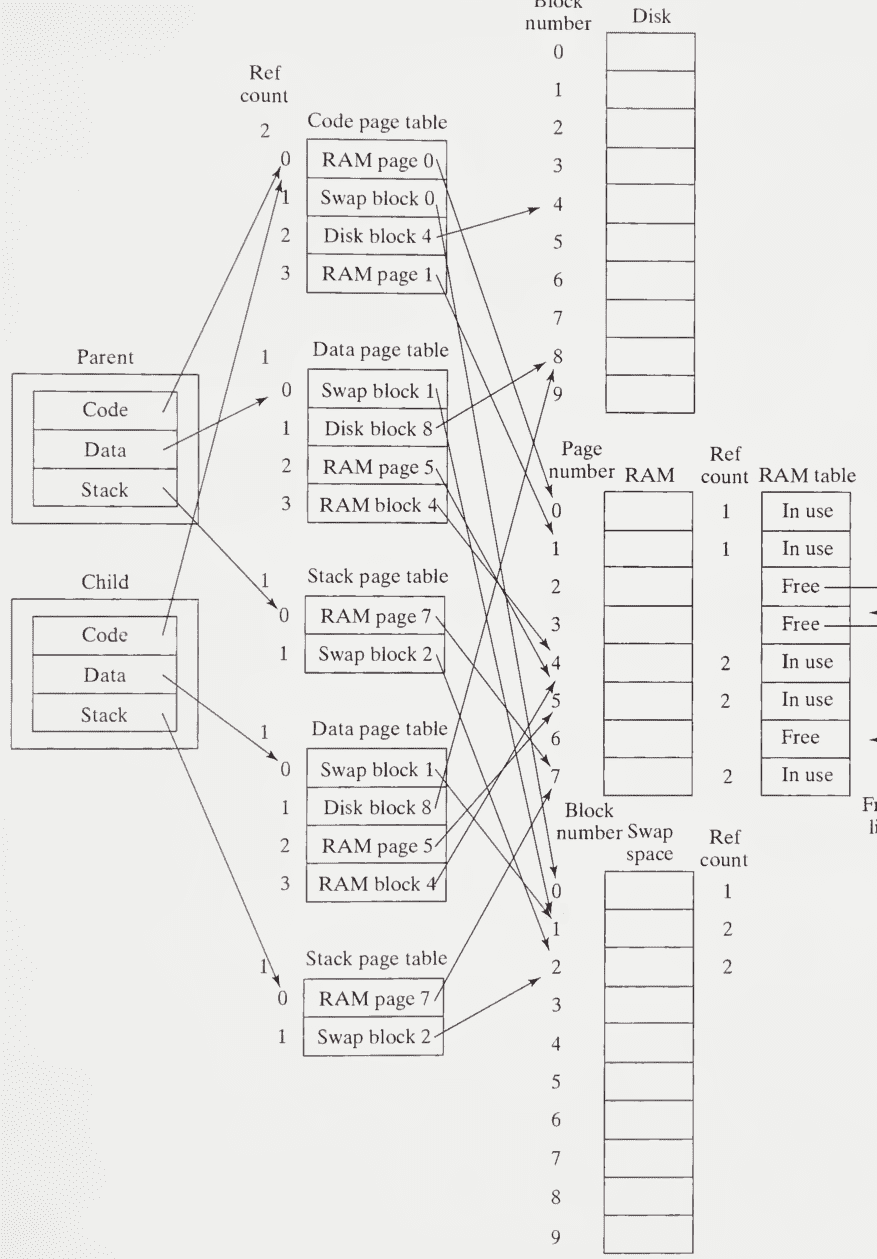 Block
number
Disk
0
1
2
3
4
5
6
7
8
9
Ref
count
2
Code page table
0 RAM page 0
1 Swap block 0
2 Disk block 4
3 RAM page 1
1
Data page table
0 Swap block 1
1 Disk block 8
2 RAM page 5
3 RAM block 4
Parent
Code
Data
Stack
1
Stack page table
0 RAM page 7
1 Swap block 2
Child
Code
Data
Stack
1
Data page table
0 Swap block 1
1 Disk block 8
2 RAM page 5
3 RAM block 4
1
Stack page table
0 RAM page 7
1 Swap block 2
Page
number
RAM
Ref
count
RAM table
0 1 In use
1 1 In use
2 Free
3 Free
4 2 In use
5 2 In use
6 Free
7 2 In use
Block
number
Swap
space
Ref
count
0 1
1 2
2 2
3
4
5
6
7
8
9